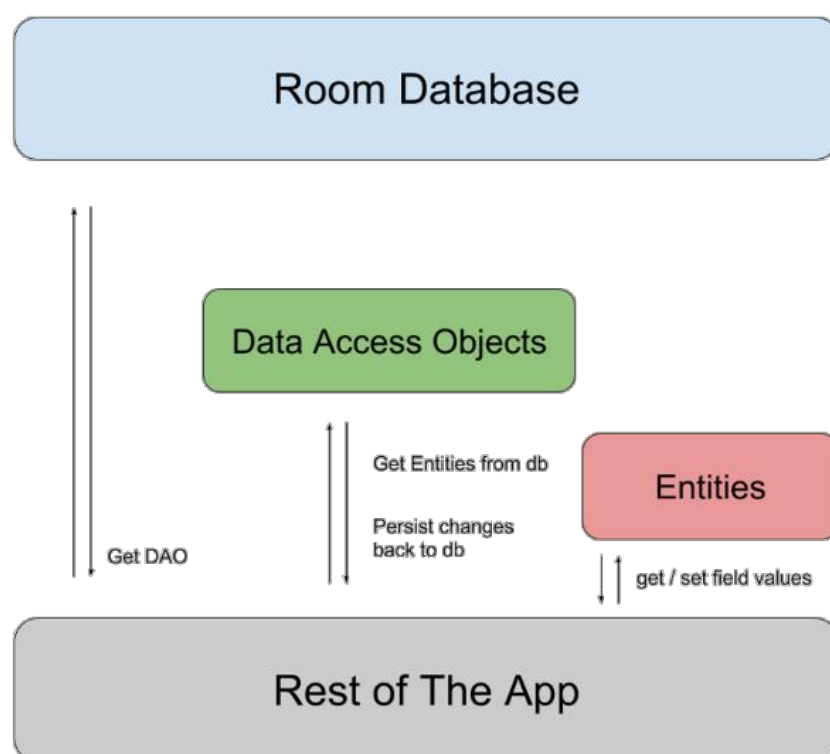 Room Database
Data Access Objects
Get Entities from db
Entities
Persist changes
back to db
Get DAO
get / set field values
Rest of The App